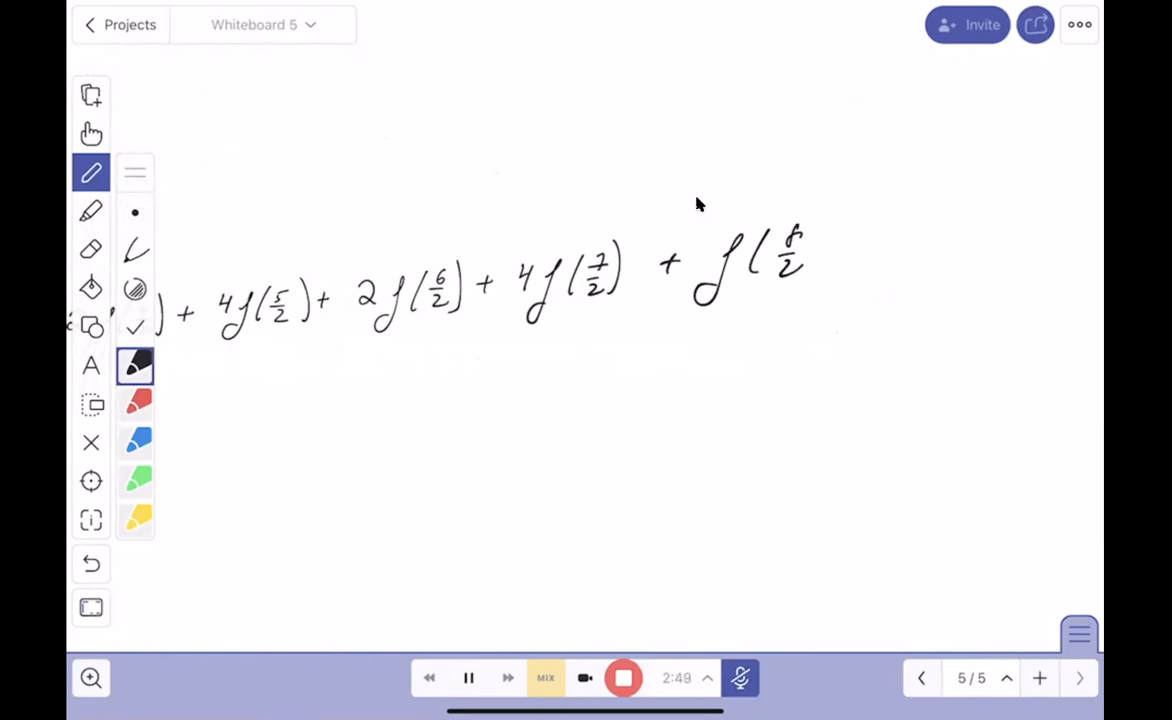 Projects
Whiteboard 5
Invite
) + 4f(5/2) + 2f(6/2) + 4f(7/2) + f(8/2
A
MIX
2:49
5/5